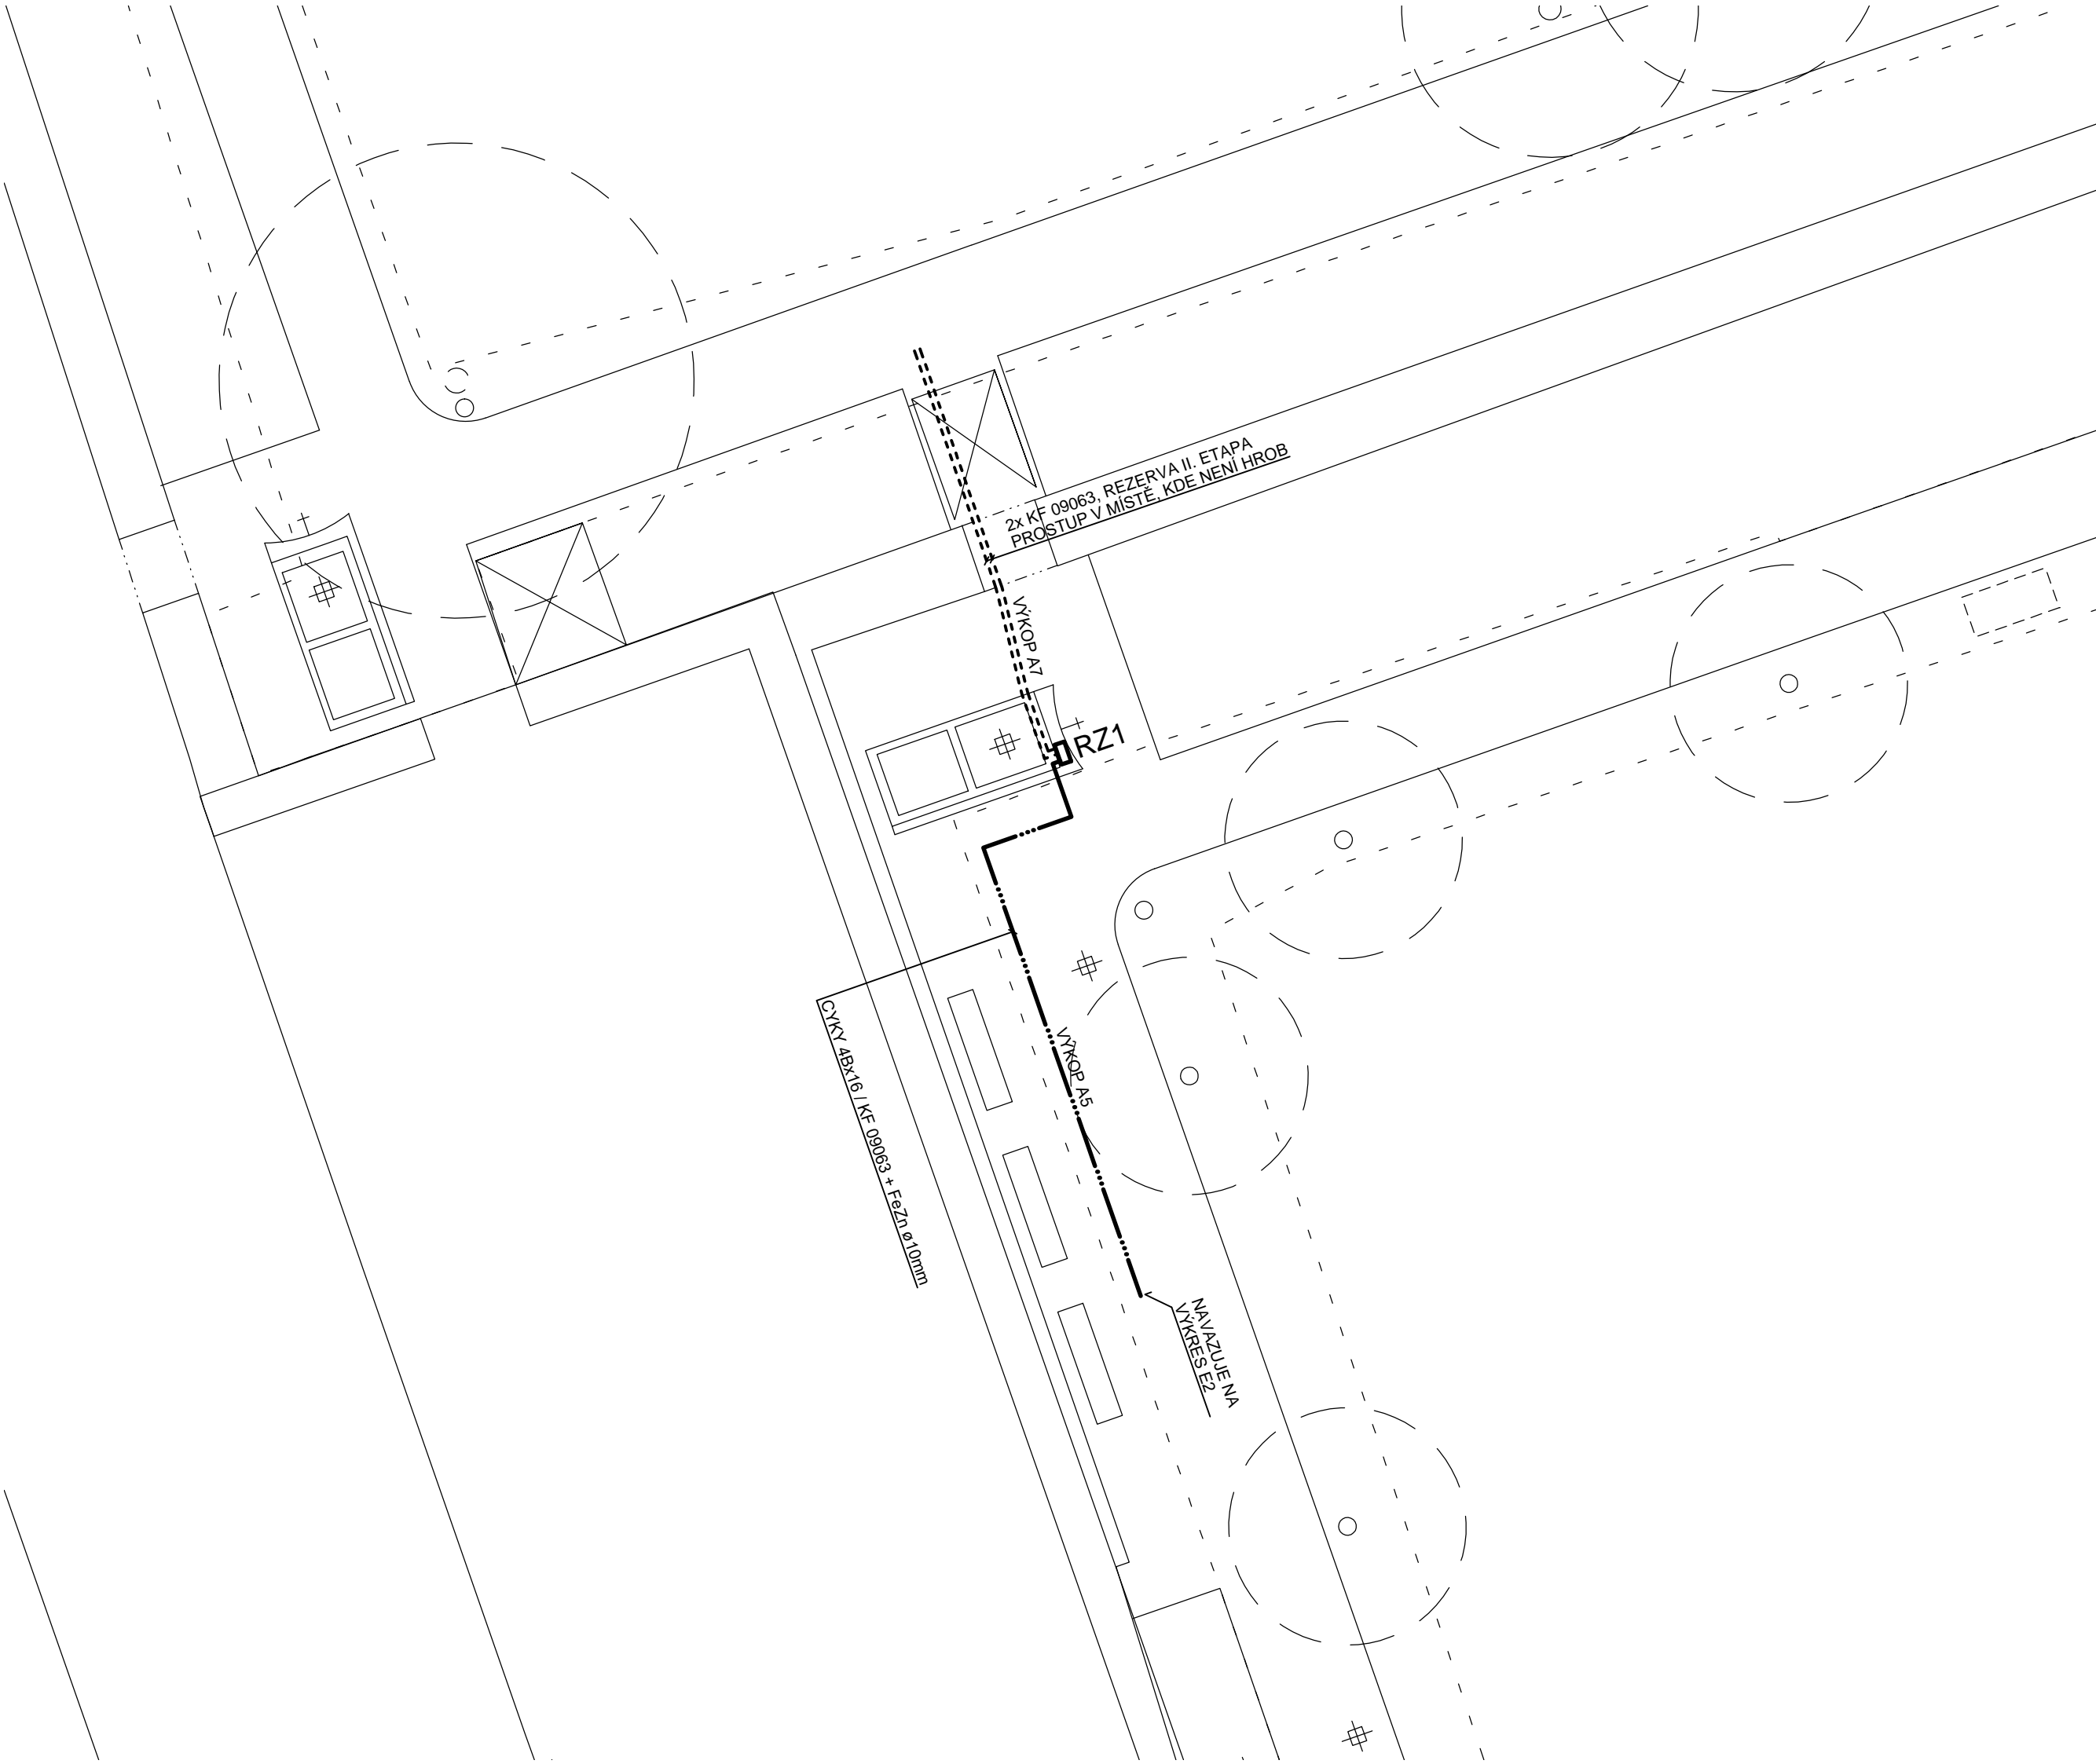 2x KF 09063, REZERVA II. ETAPA
PROSTUP V MÍSTĚ, KDE NENÍ HROB
VÝKOP A7
RZ1
CYKY 4Bx16 // KF 09063 + FeZn ø10mm
VÝKOP A5
NAVAZUJE NA
VÝKRES E2